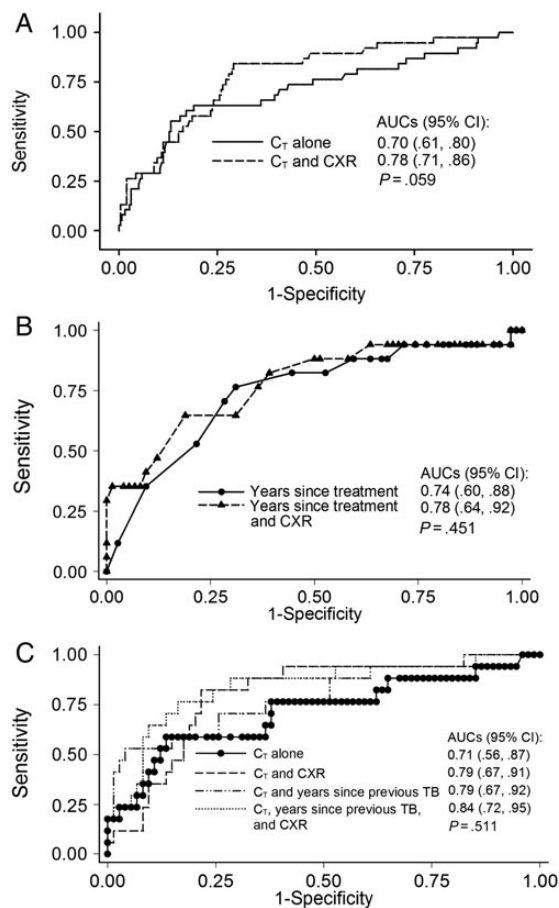 A
1.00
0.75
0.50
0.25
0.00
Sensitivity
AUCs (95% CI):
C_T alone 0.70 (.61, .80)
C_T and CXR 0.78 (.71, .86)
P = .059
0.00 0.25 0.50 0.75 1.00
1-Specificity
B
1.00
0.75
0.50
0.25
0.00
Sensitivity
AUCs (95% CI):
Years since treatment 0.74 (.60, .88)
Years since treatment 0.78 (.64, .92)
and CXR
P = .451
0.00 0.25 0.50 0.75 1.00
1-Specificity
C
1.00
0.75
0.50
0.25
0.00
Sensitivity
AUCs (95% CI):
C_T alone 0.71 (.56, .87)
C_T and CXR 0.79 (.67, .91)
C_T and years since previous TB 0.79 (.67, .92)
C_T, years since previous TB, 0.84 (.72, .95)
and CXR
P = .511
0.00 0.25 0.50 0.75 1.00
1-Specificity